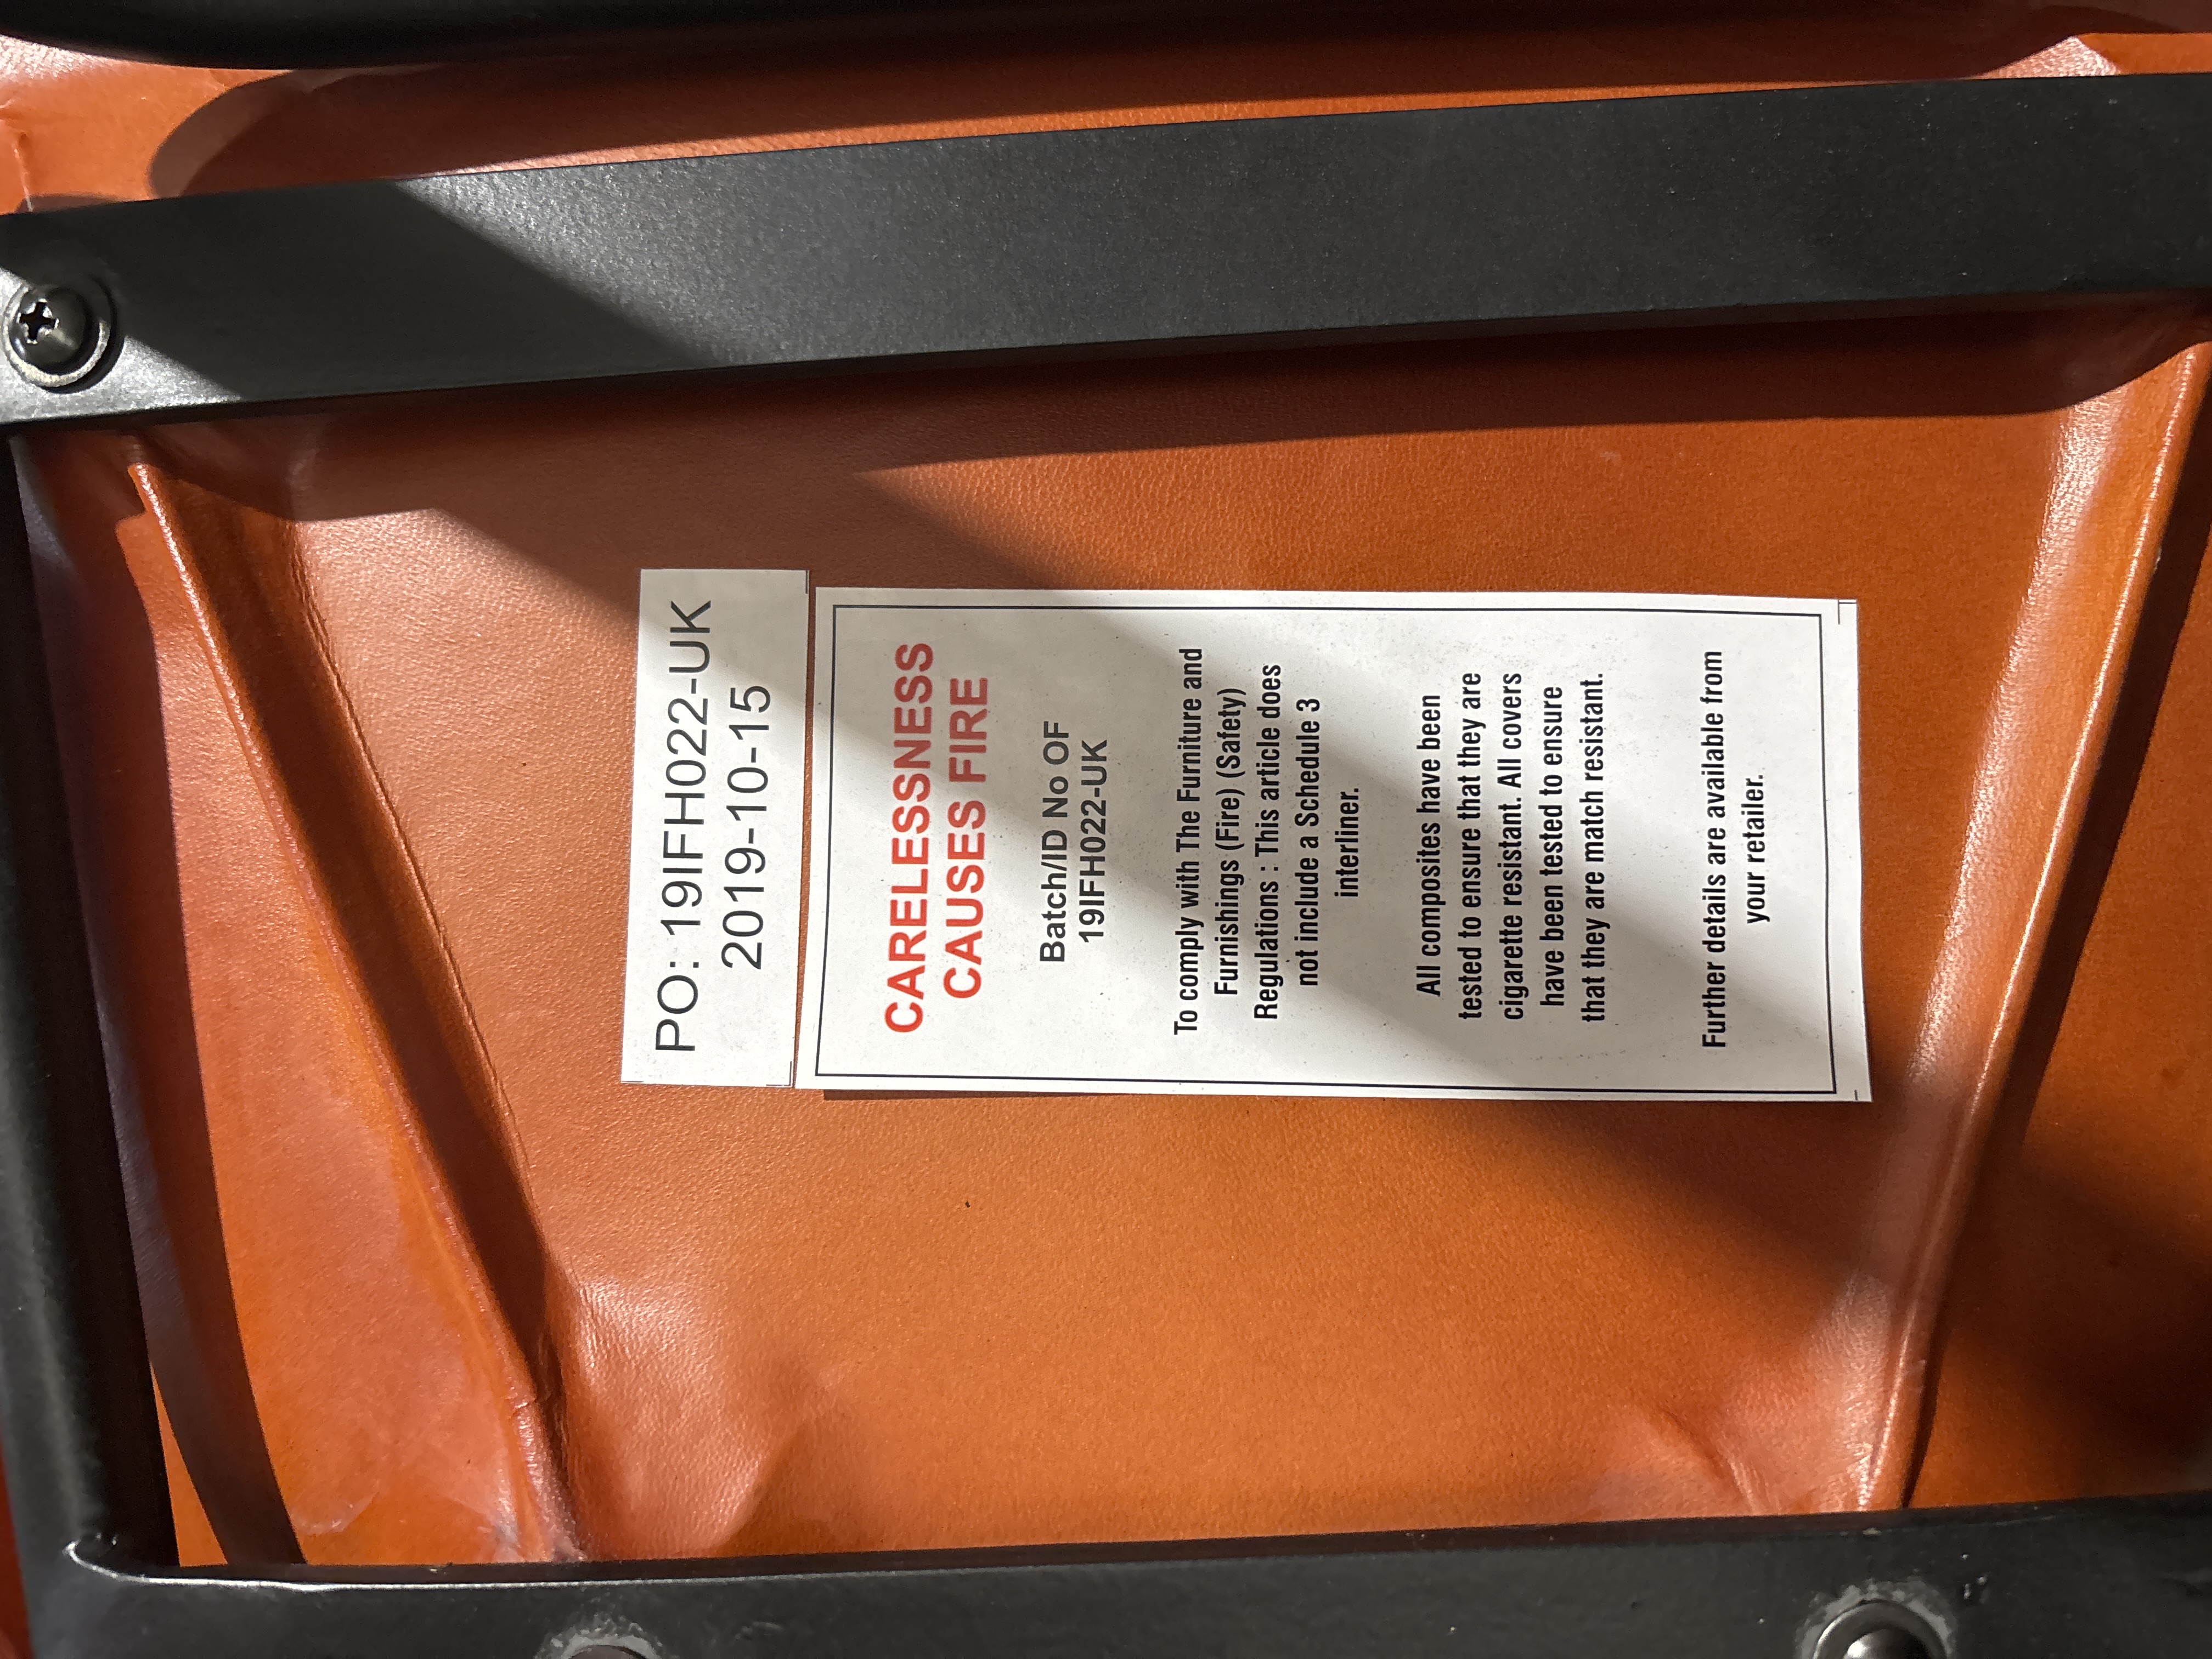 PO: 19IFH022-UK
2019-10-15
CARELESSNESS
CAUSES FIRE
Batch/ID No OF
19IFH022-UK
To comply with The Furniture and
Furnishings (Fire) (Safety)
Regulations : This article does
not include a Schedule 3
interliner.
All composites have been
tested to ensure that they are
cigarette resistant. All covers
have been tested to ensure
that they are match resistant.
Further details are available from
your retailer.